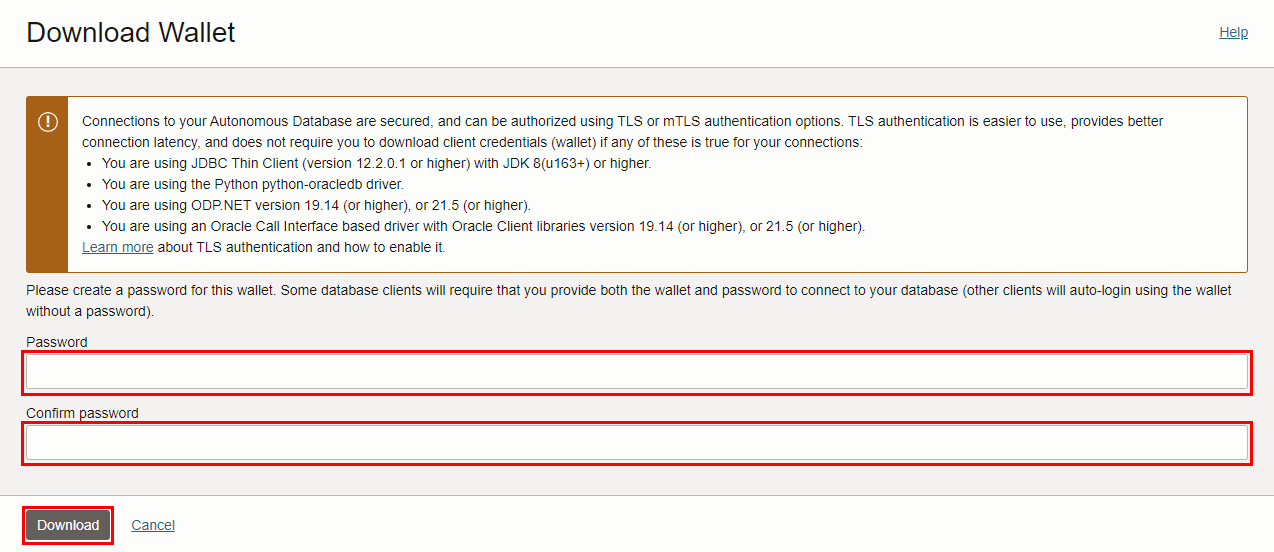 Download Wallet
Help
Connections to your Autonomous Database are secured, and can be authorized using TLS or mTLS authentication options. TLS authentication is easier to use, provides better
connection latency, and does not require you to download client credentials (wallet) if any of these is true for your connections:
• You are using JDBC Thin Client (version 12.2.0.1 or higher) with JDK 8(u163+) or higher.
• You are using the Python python-oracledb driver.
• You are using ODP.NET version 19.14 (or higher), or 21.5 (or higher).
• You are using an Oracle Call Interface based driver with Oracle Client libraries version 19.14 (or higher), or 21.5 (or higher).
Learn more about TLS authentication and how to enable it.
Please create a password for this wallet. Some database clients will require that you provide both the wallet and password to connect to your database (other clients will auto-login using the wallet
without a password).
Password
Confirm password
Download
Cancel